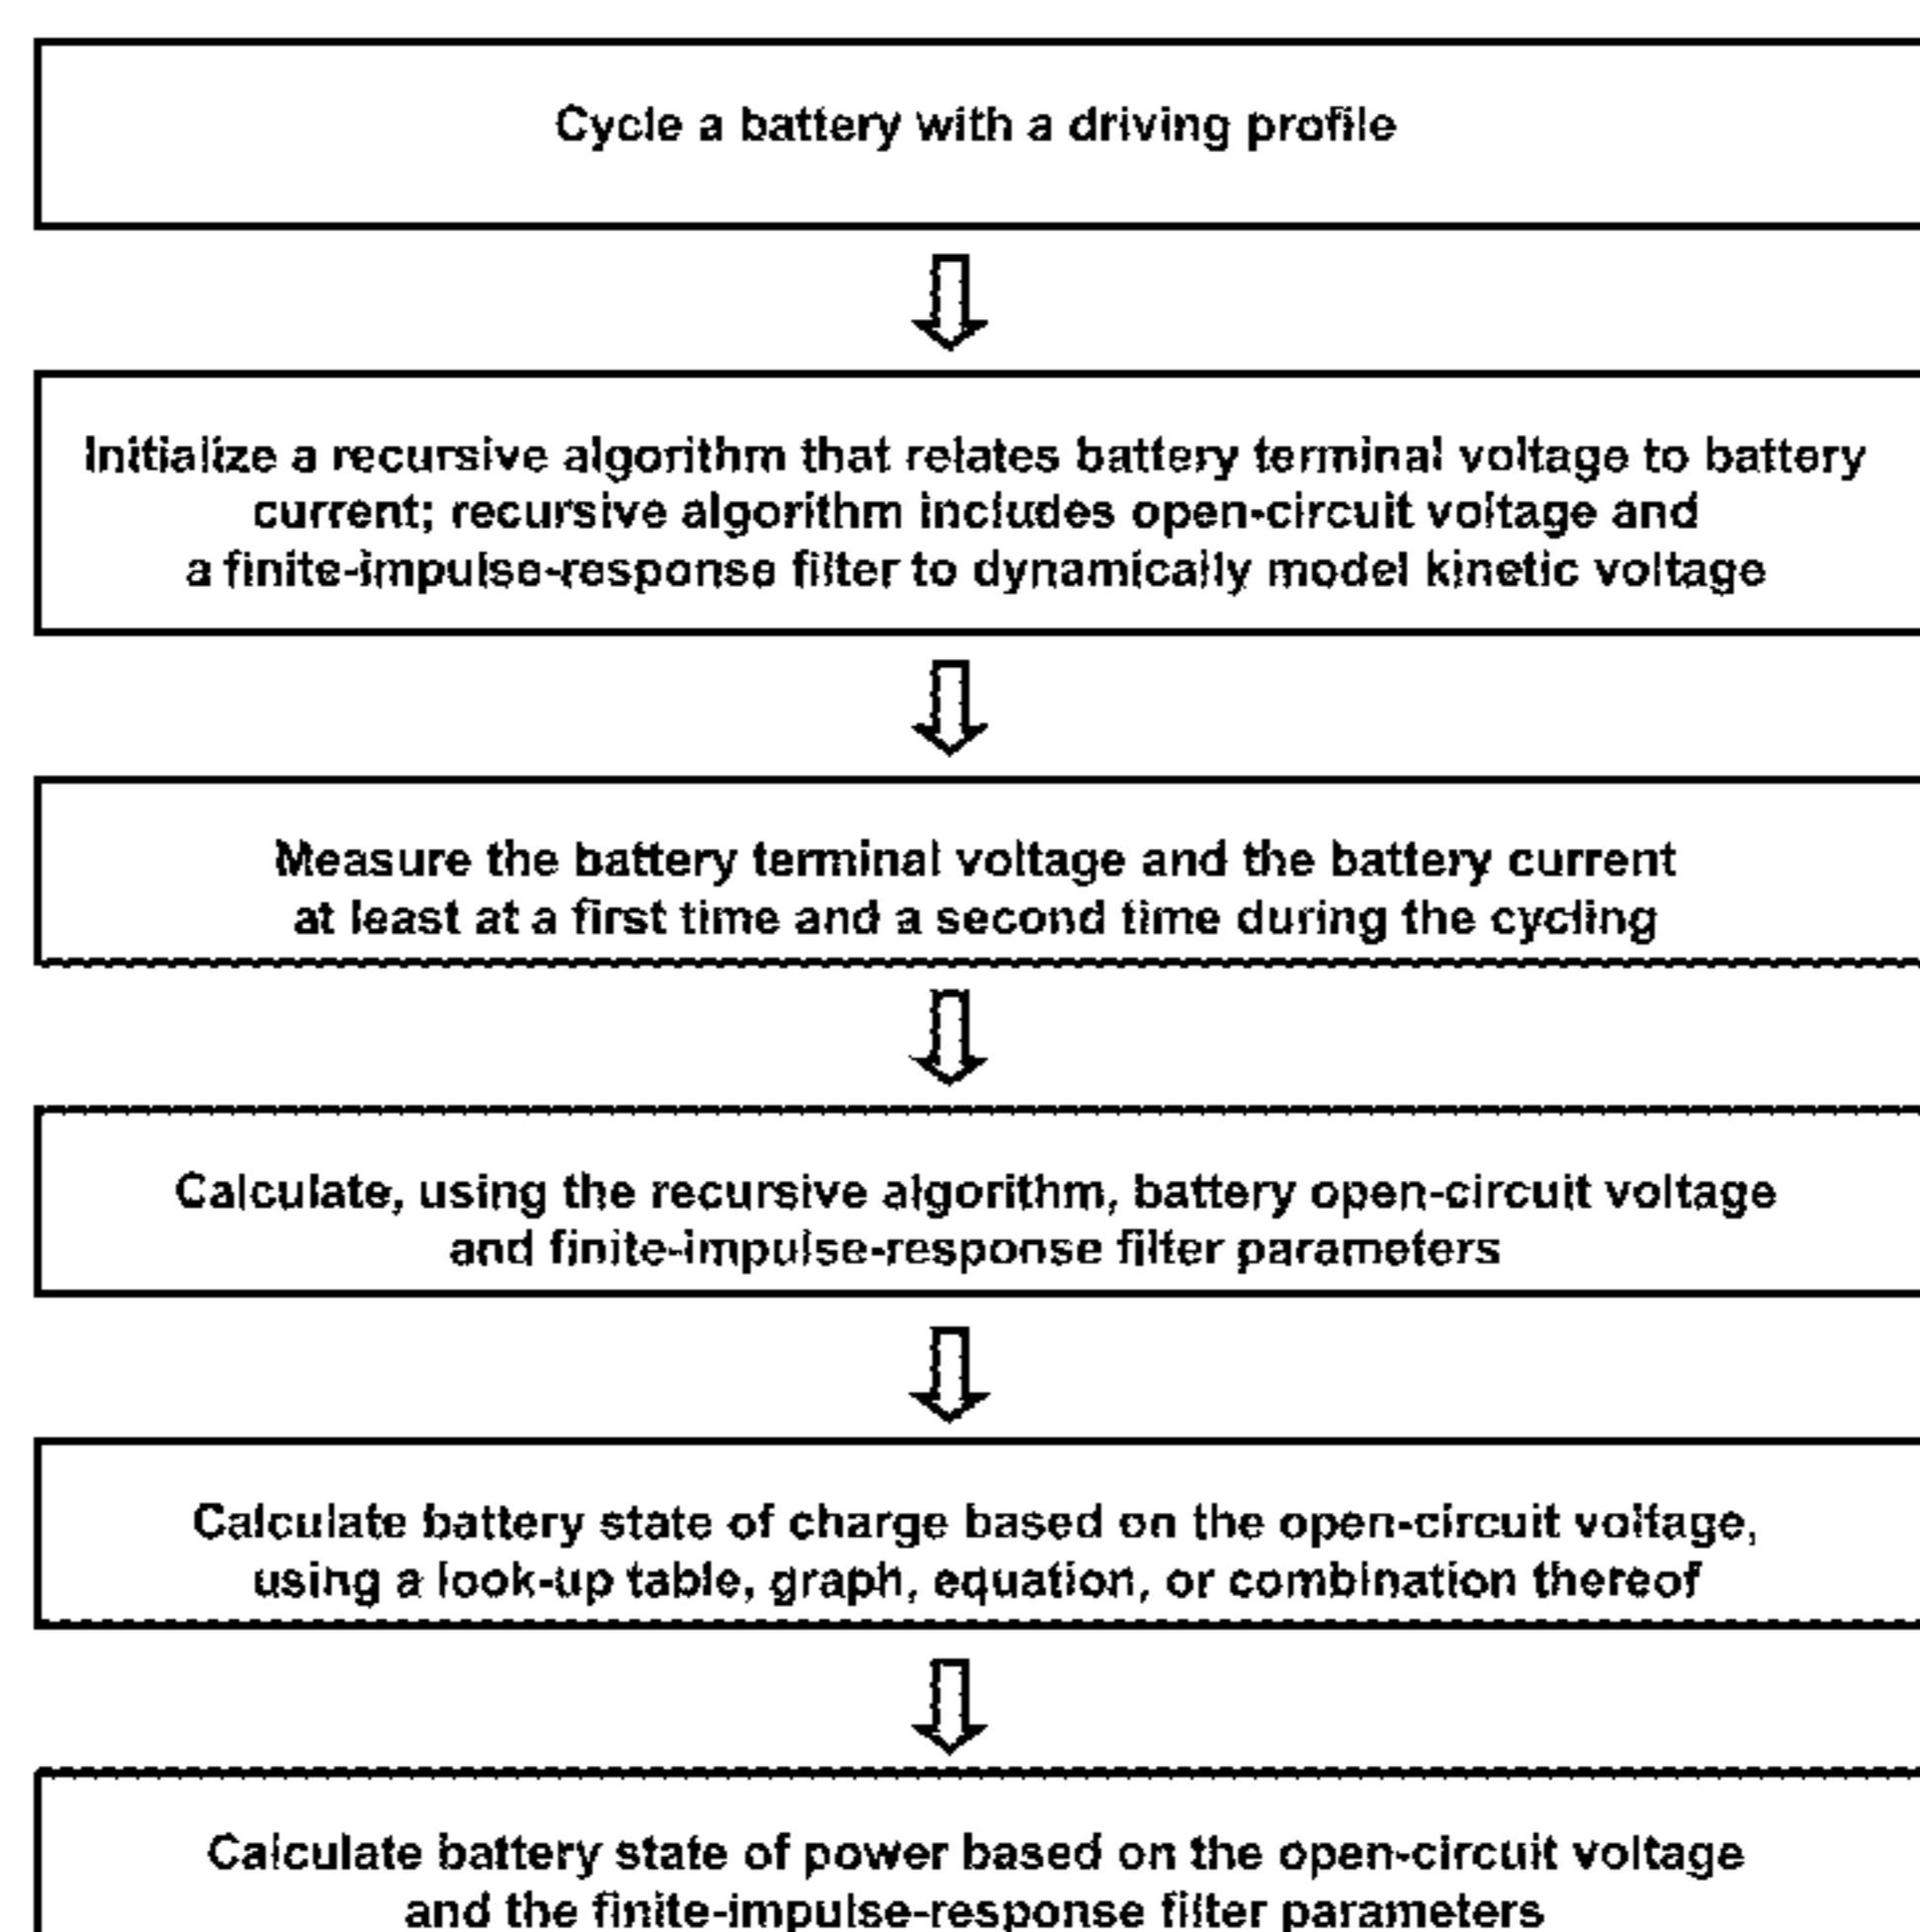 Cycle a battery with a driving profile
Initialize a recursive algorithm that relates battery terminal voltage to battery
current; recursive algorithm includes open-circuit voltage and
a finite-impulse-response filter to dynamically model kinetic voltage
Measure the battery terminal voltage and the battery current
at least at a first time and a second time during the cycling
Calculate, using the recursive algorithm, battery open-circuit voltage
and finite-impulse-response filter parameters
Calculate battery state of charge based on the open-circuit voltage,
using a look-up table, graph, equation, or combination thereof
Calculate battery state of power based on the open-circuit voltage
and the finite-impulse-response filter parameters